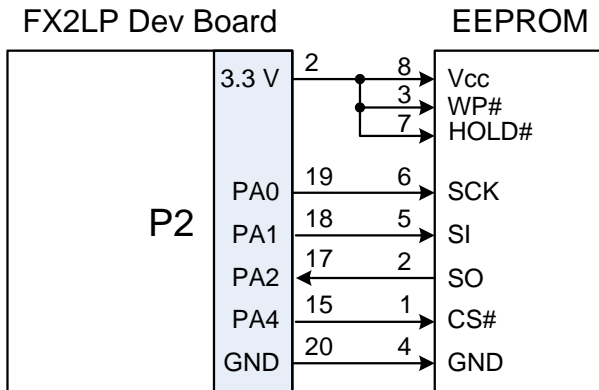 FX2LP Dev Board EEPROM
3.3 V 2 8 Vcc
3 WP#
7 HOLD#
PA0 19 6 SCK
P2
PA1 18 5 SI
PA2 17 2 SO
PA4 15 1 CS#
GND 20 4 GND